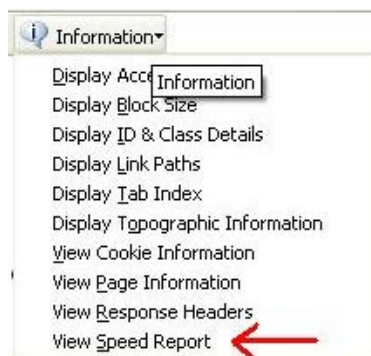 Information
Display Acce
Information
Display Block Size
Display ID & Class Details
Display Link Paths
Display Tab Index
Display Topographic Information
View Cookie Information
View Page Information
View Response Headers
View Speed Report